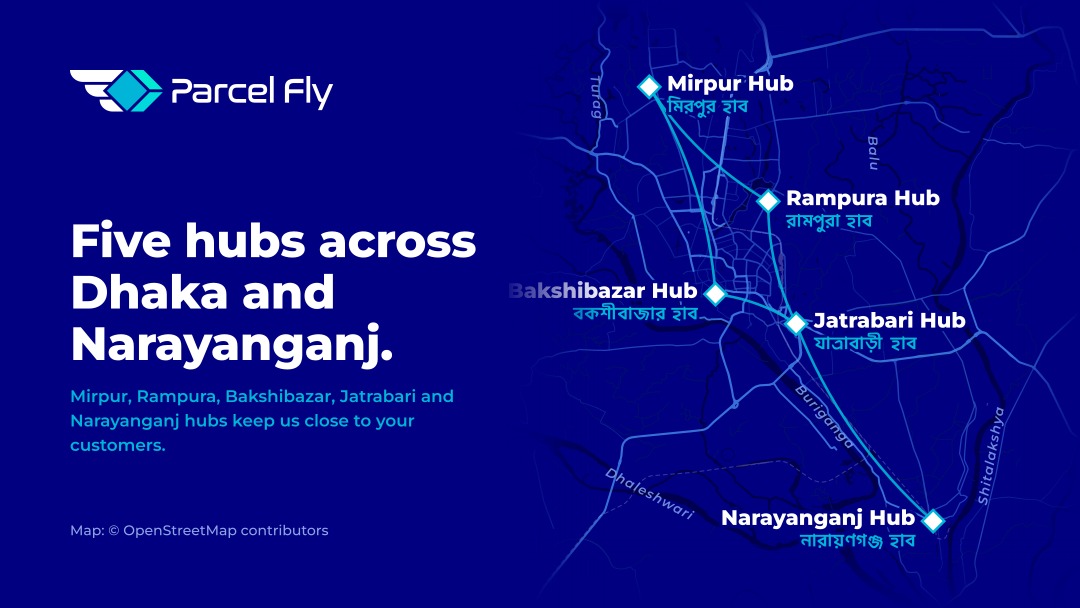 Parcel Fly
Five hubs across
Dhaka and
Narayanganj.
Mirpur, Rampura, Bakshibazar, Jatrabari and
Narayanganj hubs keep us close to your
customers.
Map: © OpenStreetMap contributors
Turag
Mirpur Hub
মিরপুর হাব
Balu
Rampura Hub
রামপুরা হাব
Bakshibazar Hub
বকশীবাজার হাব
Jatrabari Hub
যাত্রাবাড়ী হাব
Buriganga
Shitalakshya
Dhaleshwari
Narayanganj Hub
নারায়ণগঞ্জ হাব